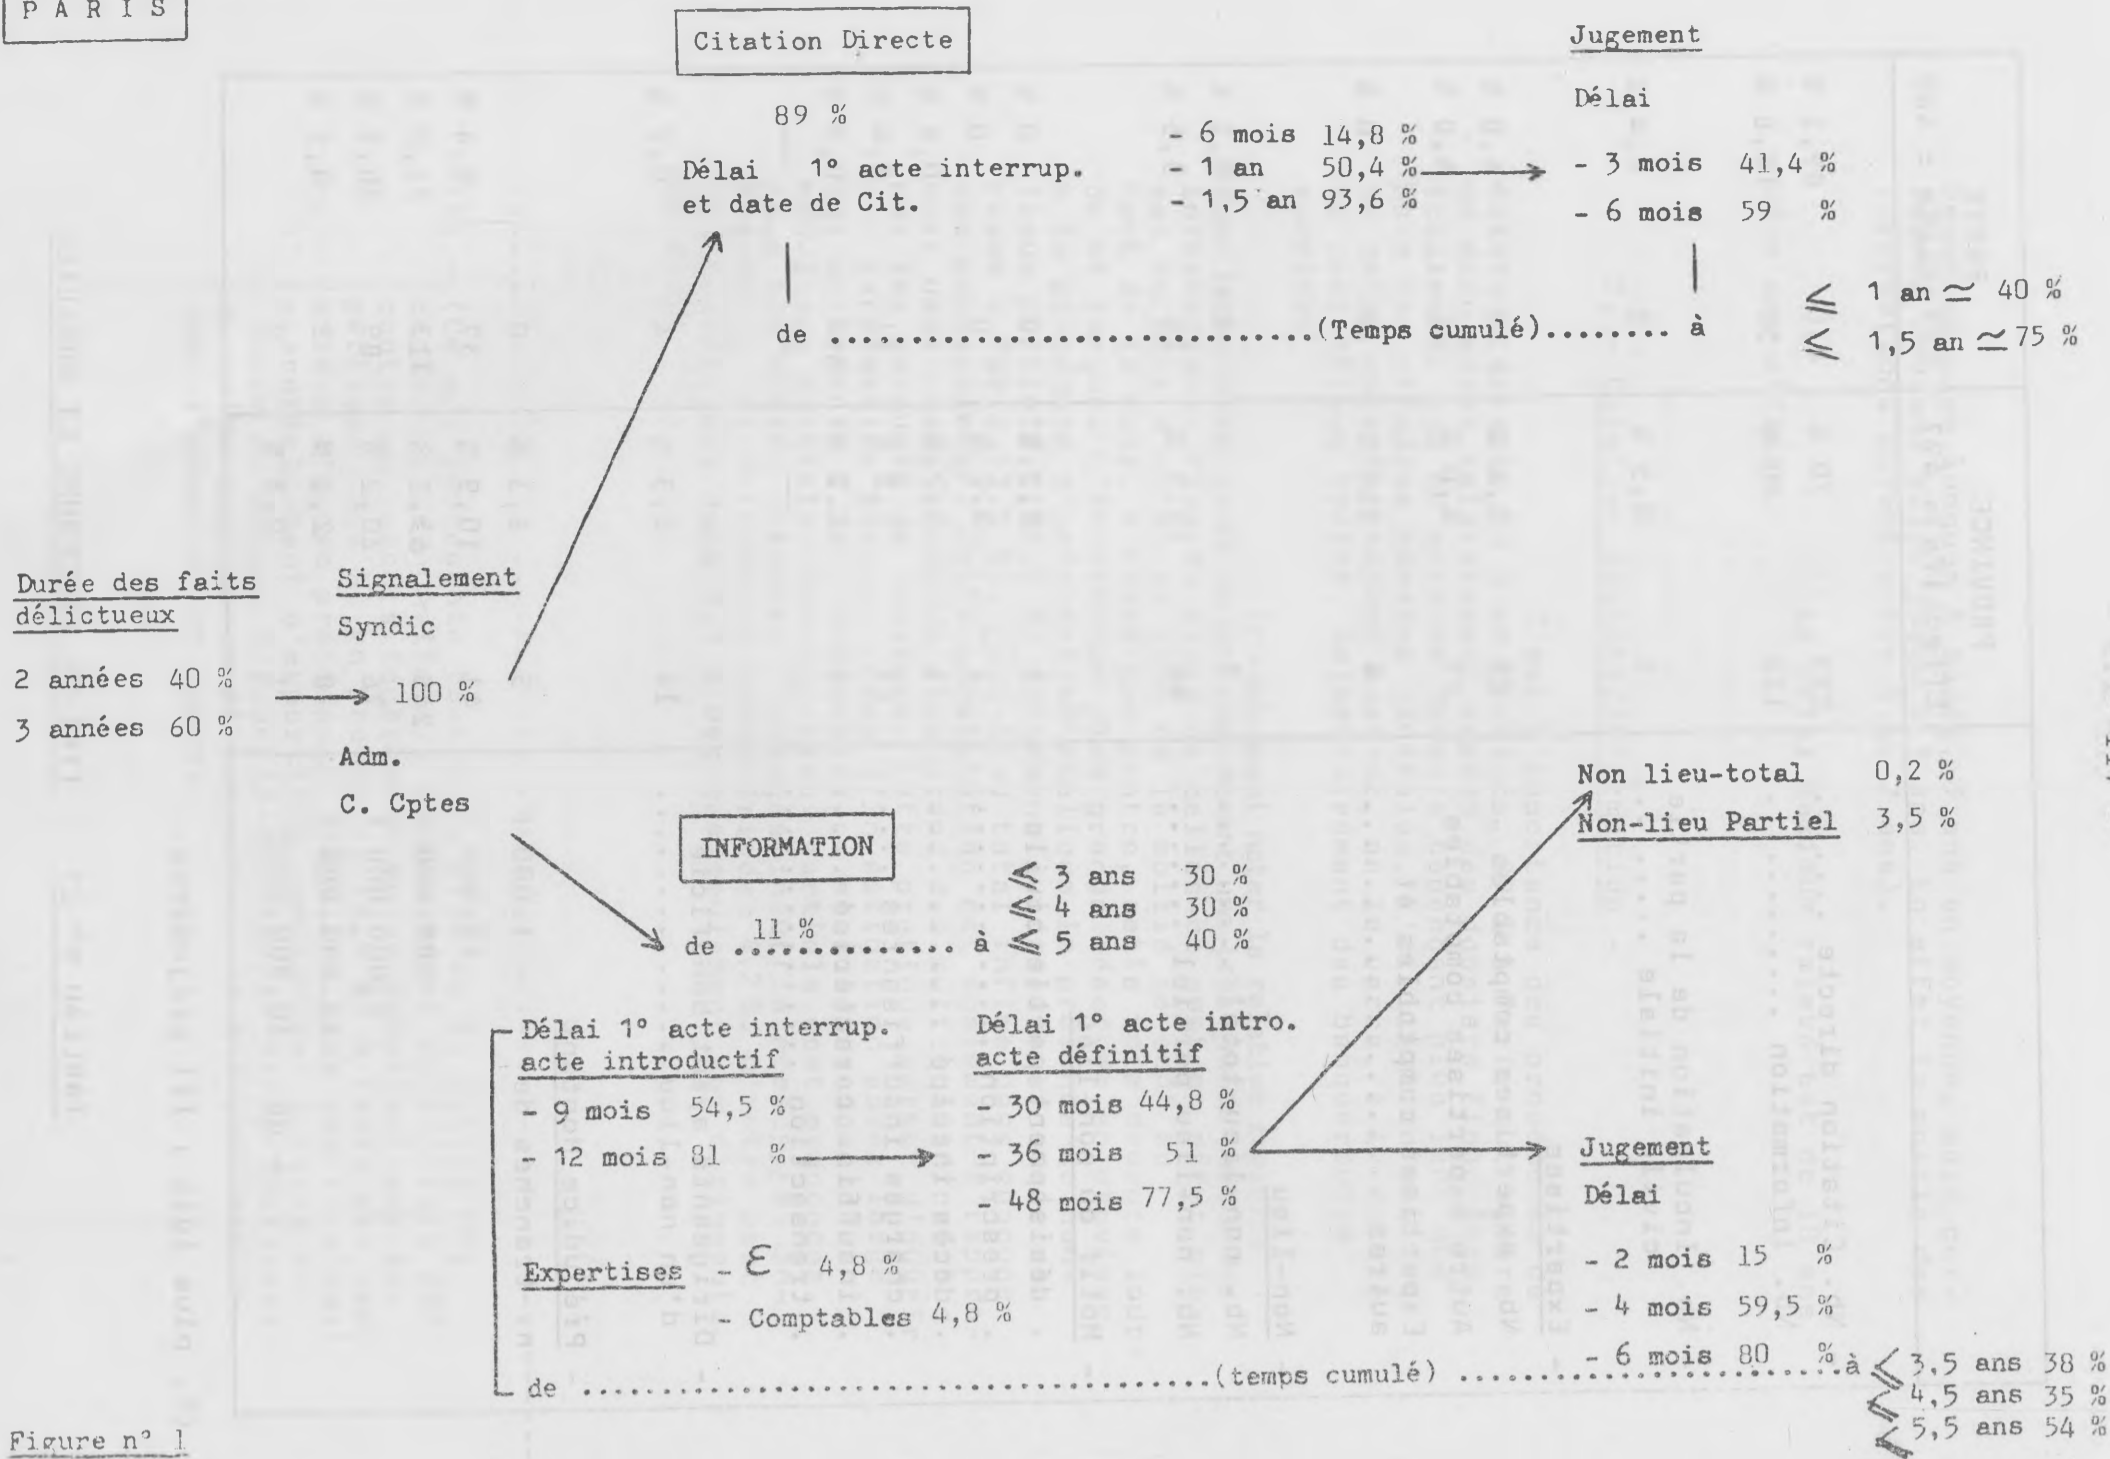 P A R I S
Citation Directe
89 %
Délai 1° acte interrup.
et date de Cit.
- 6 mois 14,8 %
- 1 an 50,4 %
- 1,5 an 93,6 %
Jugement
Délai
- 3 mois 41,4 %
- 6 mois 59 %
de ..............................(Temps cumulé)........ à
⩽ 1 an ≃ 40 %
⩽ 1,5 an ≃ 75 %
Durée des faits
délictueux
2 années 40 %
3 années 60 %
Signalement
Syndic
100 %
Adm.
C. Cptes
INFORMATION
11 %
de .............. à
⩽ 3 ans 30 %
⩽ 4 ans 30 %
⩽ 5 ans 40 %
Non lieu-total 0,2 %
Non-lieu Partiel 3,5 %
Délai 1° acte interrup.
acte introductif
- 9 mois 54,5 %
- 12 mois 81 %
Délai 1° acte intro.
acte définitif
- 30 mois 44,8 %
- 36 mois 51 %
- 48 mois 77,5 %
Expertises - Ɛ 4,8 %
- Comptables 4,8 %
Jugement
Délai
- 2 mois 15 %
- 4 mois 59,5 %
- 6 mois 80 %
de .......................................(temps cumulé) ........................à
⩽ 3,5 ans 38 %
⩽ 4,5 ans 35 %
⩽ 5,5 ans 54 %
Figure n° 1